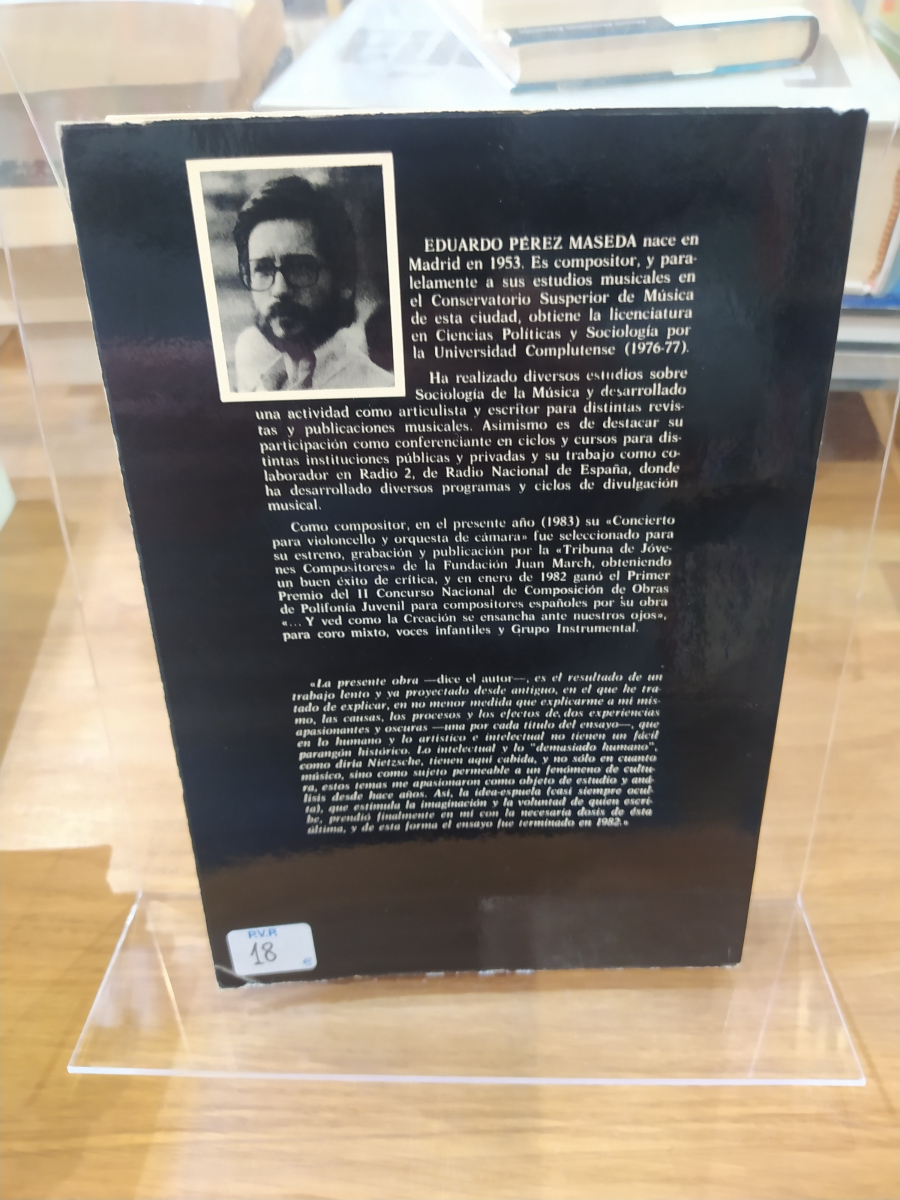 EDUARDO PÉREZ MASEDA nace en
Madrid en 1953. Es compositor, y para-
lelamente a sus estudios musicales en
el Conservatorio Susperior de Música
de esta ciudad, obtiene la licenciatura
en Ciencias Políticas y Sociología por
la Universidad Complutense (1976-77).
Ha realizado diversos estudios sobre
Sociología de la Música y desarrollado
una actividad como articulista y escritor para distintas revis-
tas y publicaciones musicales. Asimismo es de destacar su
participación como conferenciante en ciclos y cursos para dis-
tintas instituciones públicas y privadas y su trabajo como co-
laborador en Radio 2, de Radio Nacional de España, donde
ha desarrollado diversos programas y ciclos de divulgación
musical.
Como compositor, en el presente año (1983) su «Concierto
para violoncello y orquesta de cámara» fue seleccionado para
su estreno, grabación y publicación por la «Tribuna de Jóve-
nes Compositores» de la Fundación Juan March, obteniendo
un buen éxito de crítica, y en enero de 1982 ganó el Primer
Premio del II Concurso Nacional de Composición de Obras
de Polifonía Juvenil para compositores españoles por su obra
«... Y ved como la Creación se ensancha ante nuestros ojos»,
para coro mixto, voces infantiles y Grupo Instrumental.
«La presente obra —dice el autor—, es el resultado de un
trabajo lento y ya proyectado desde antiguo, en el que he tra-
tado de explicar, en no menor medida que explicarme a mí mis-
mo, las causas, los procesos y los efectos de dos experiencias
apasionantes y oscuras —una por cada título del ensayo—, que
en lo humano y lo artístico e intelectual no tienen un fácil
parangón histórico. Lo intelectual y lo "demasiado humano",
como diría Nietzsche, tienen aquí cabida, y no sólo en cuanto
músico, sino como sujeto permeable a un fenómeno de cultu-
ra, estos temas me apasionaron como objeto de estudio y aná-
lisis desde hace años. Así, la idea-espuela (casi siempre ocul-
ta), que estimula la imaginación y la voluntad de quien escri-
be, prendió finalmente en mí con la necesaria dosis de ésta
última, y de esta forma el ensayo fue terminado en 1982.»
P.V.P.
18
€